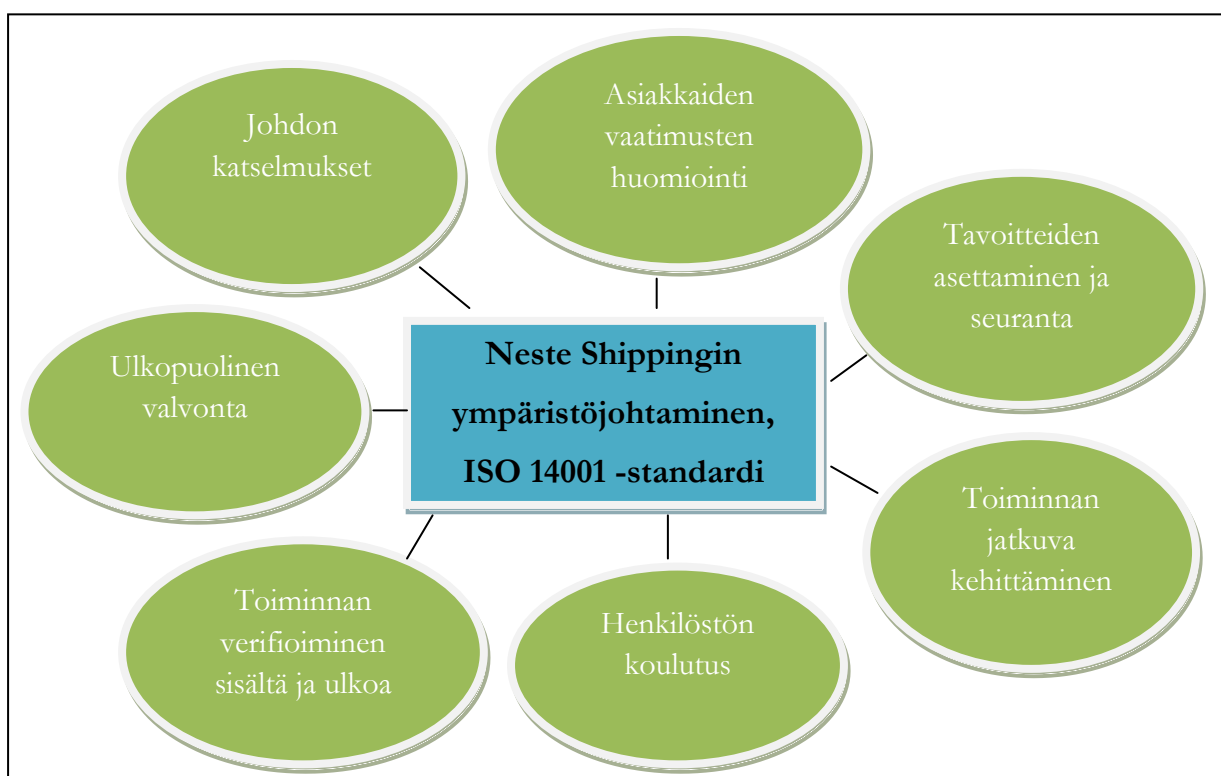 Johdon
katselmukset
Asiakkaiden
vaatimusten
huomiointi
Tavoitteiden
asettaminen ja
seuranta
Ulkopuolinen
valvonta
Neste Shippingin
ympäristöjohtaminen,
ISO 14001 -standardi
Toiminnan
jatkuva
kehittäminen
Toiminnan
verifioiminen
sisältä ja ulkoa
Henkilöstön
koulutus